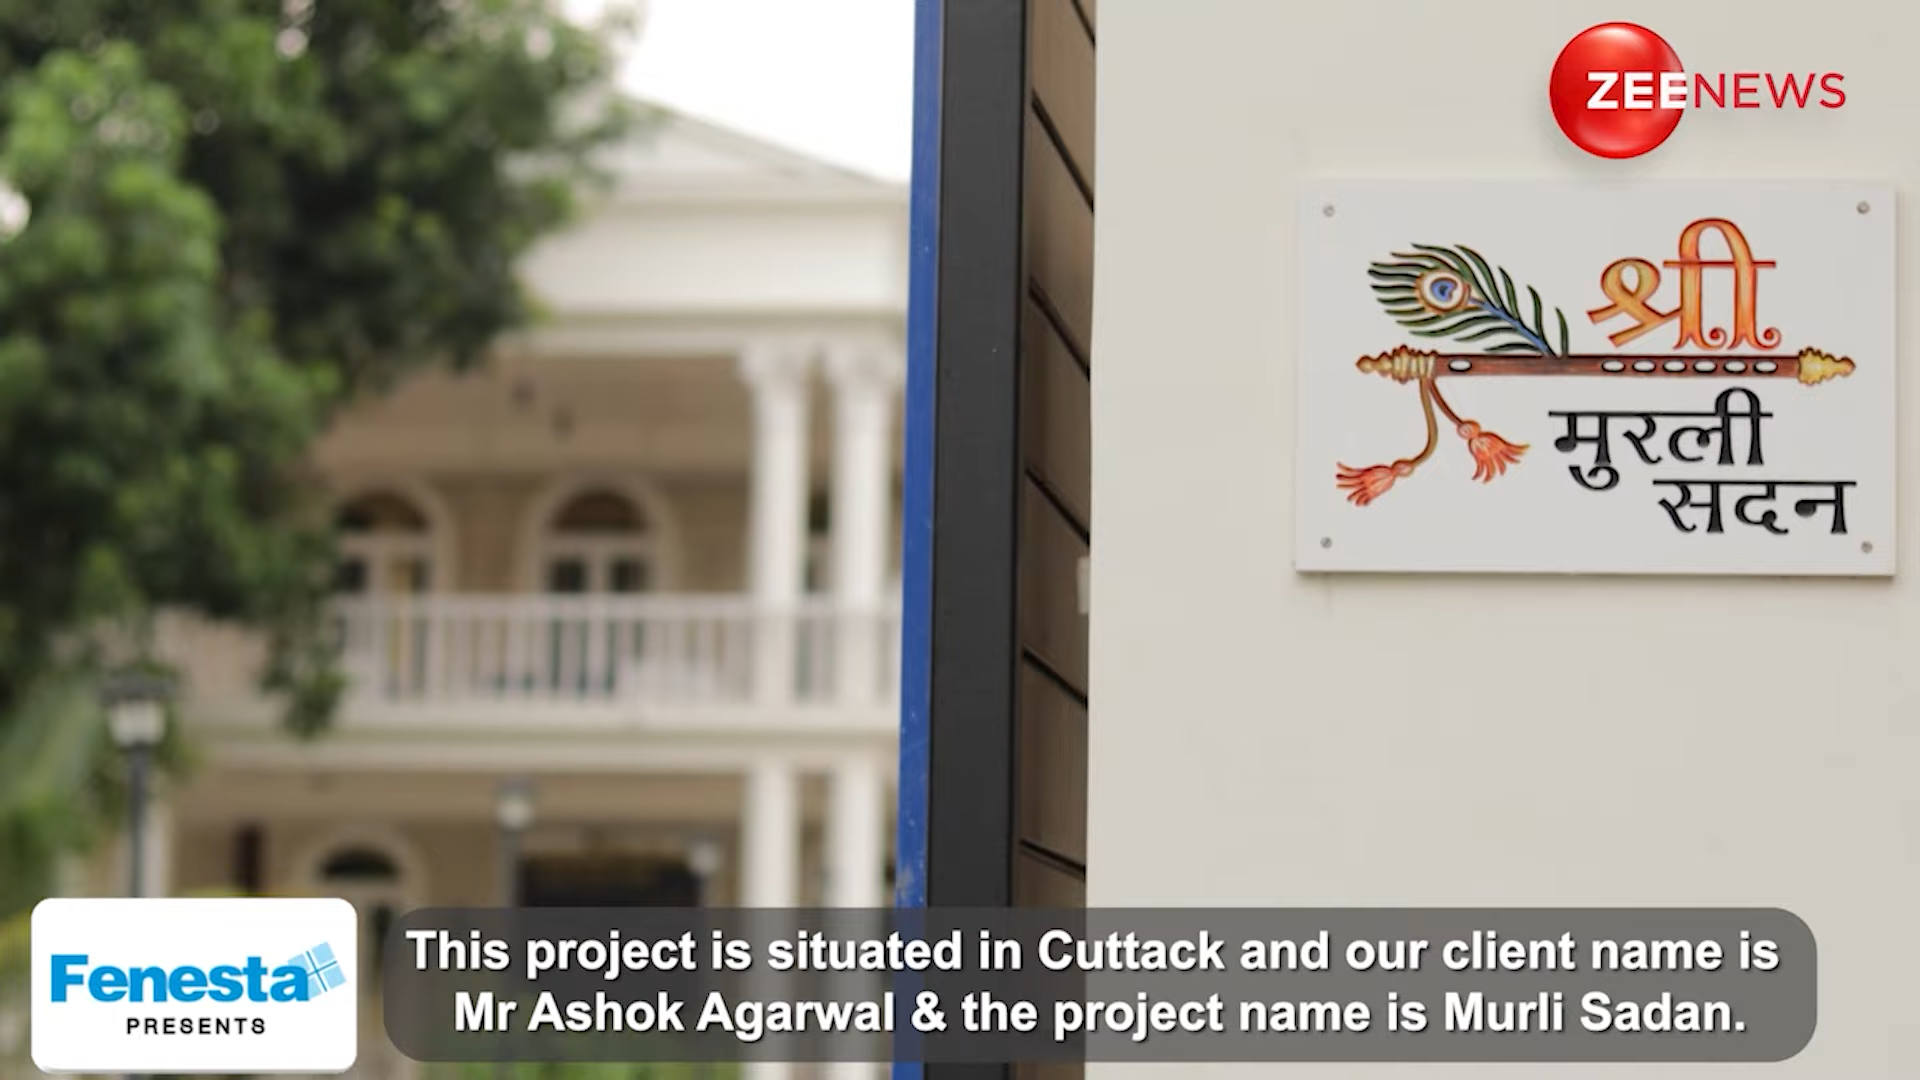 ZEENEWS
श्री
मुरली
सदन
Fenesta
PRESENTS
This project is situated in Cuttack and our client name is
Mr Ashok Agarwal & the project name is Murli Sadan.